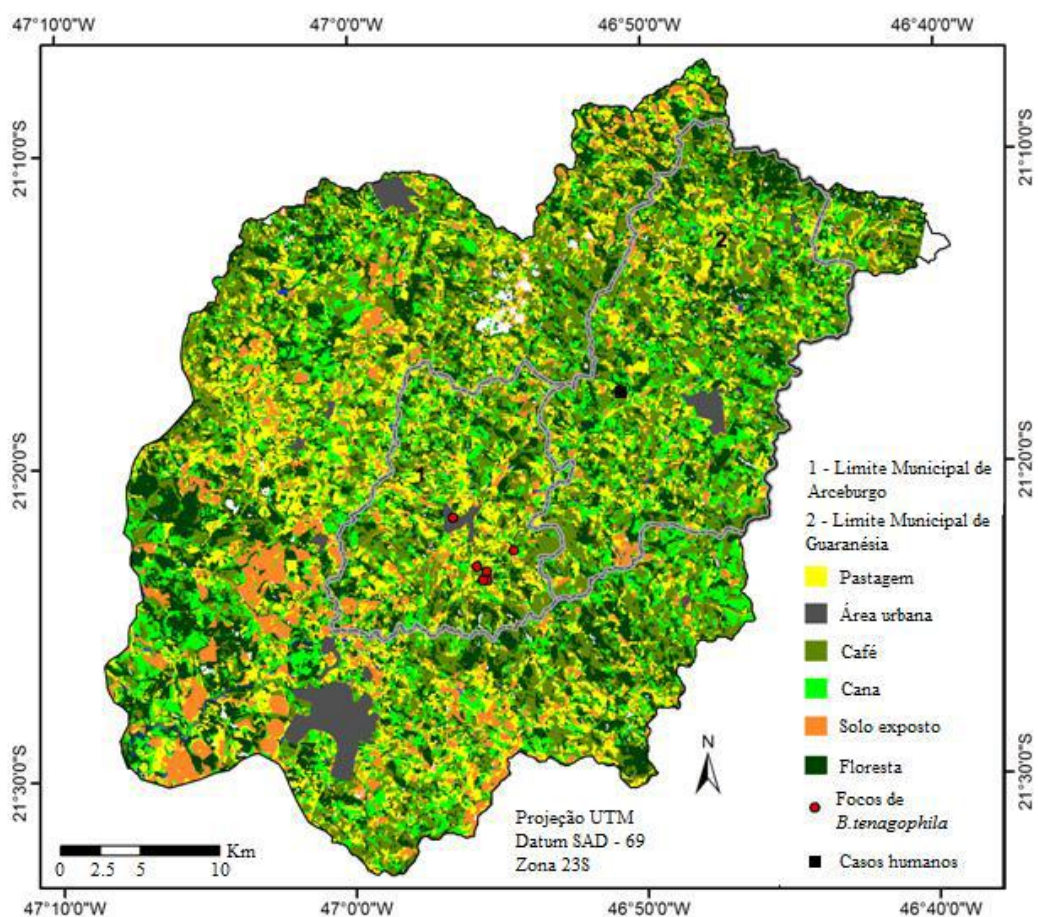 47°10'0"W 47°0'0"W 46°50'0"W 46°40'0"W
21°10'0"S
21°10'0"S
2
1
21°20'0"S
21°20'0"S
1 - Limite Municipal de
Arceburgo
2 - Limite Municipal de
Guaranésia
Pastagem
Área urbana
Café
Cana
Solo exposto
Floresta
Focos de
B.tenagophila
Casos humanos
N
21°30'0"S
21°30'0"S
Projeção UTM
Datum SAD - 69
Zona 23S
Km
0 2.5 5 10
47°10'0"W 47°0'0"W 46°50'0"W 46°40'0"W